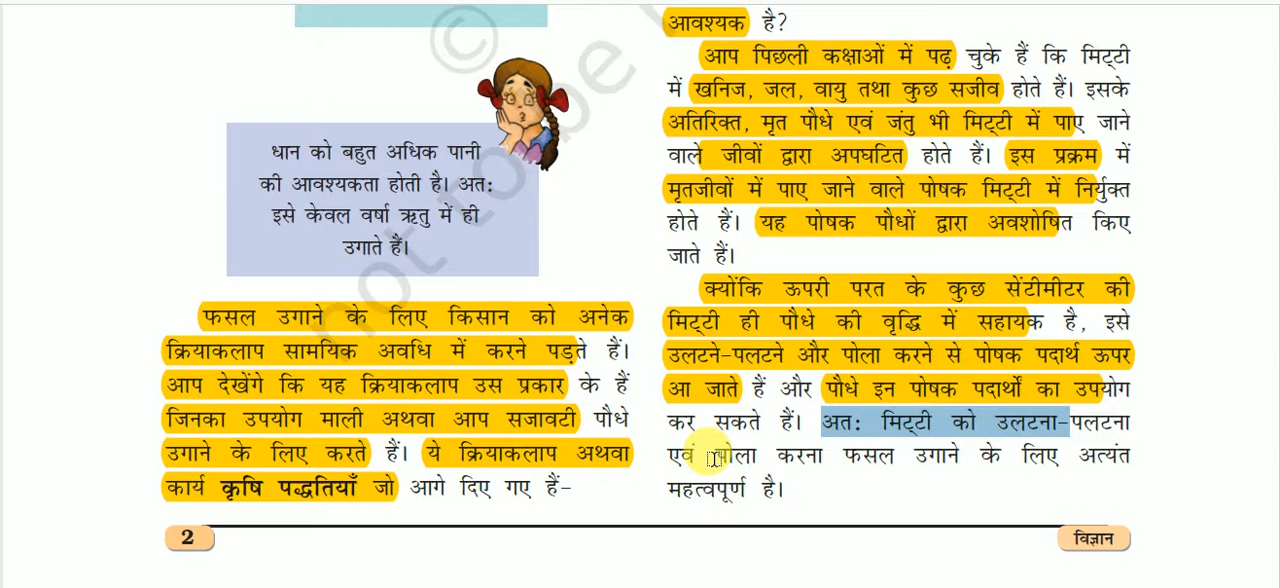 धान को बहुत अधिक पानी
की आवश्यकता होती है। अत:
इसे केवल वर्षा ऋतु में ही
उगाते हैं।
फसल उगाने के लिए किसान को अनेक
क्रियाकलाप सामयिक अवधि में करने पड़ते हैं।
आप देखेंगे कि यह क्रियाकलाप उस प्रकार के हैं
जिनका उपयोग माली अथवा आप सजावटी पौधे
उगाने के लिए करते हैं। ये क्रियाकलाप अथवा
कार्य कृषि पद्धतियाँ जो आगे दिए गए हैं–
आवश्यक है?
आप पिछली कक्षाओं में पढ़ चुके हैं कि मिट्टी
में खनिज, जल, वायु तथा कुछ सजीव होते हैं। इसके
अतिरिक्त, मृत पौधे एवं जंतु भी मिट्टी में पाए जाने
वाले जीवों द्वारा अपघटित होते हैं। इस प्रक्रम में
मृतजीवों में पाए जाने वाले पोषक मिट्टी में निर्युक्त
होते हैं। यह पोषक पौधों द्वारा अवशोषित किए
जाते हैं।
क्योंकि ऊपरी परत के कुछ सेंटीमीटर की
मिट्टी ही पौधे की वृद्धि में सहायक है, इसे
उलटने-पलटने और पोला करने से पोषक पदार्थ ऊपर
आ जाते हैं और पौधे इन पोषक पदार्थों का उपयोग
कर सकते हैं। अत: मिट्टी को उलटना-पलटना
एवं पोला करना फसल उगाने के लिए अत्यंत
महत्वपूर्ण है।
2
विज्ञान
© not to be